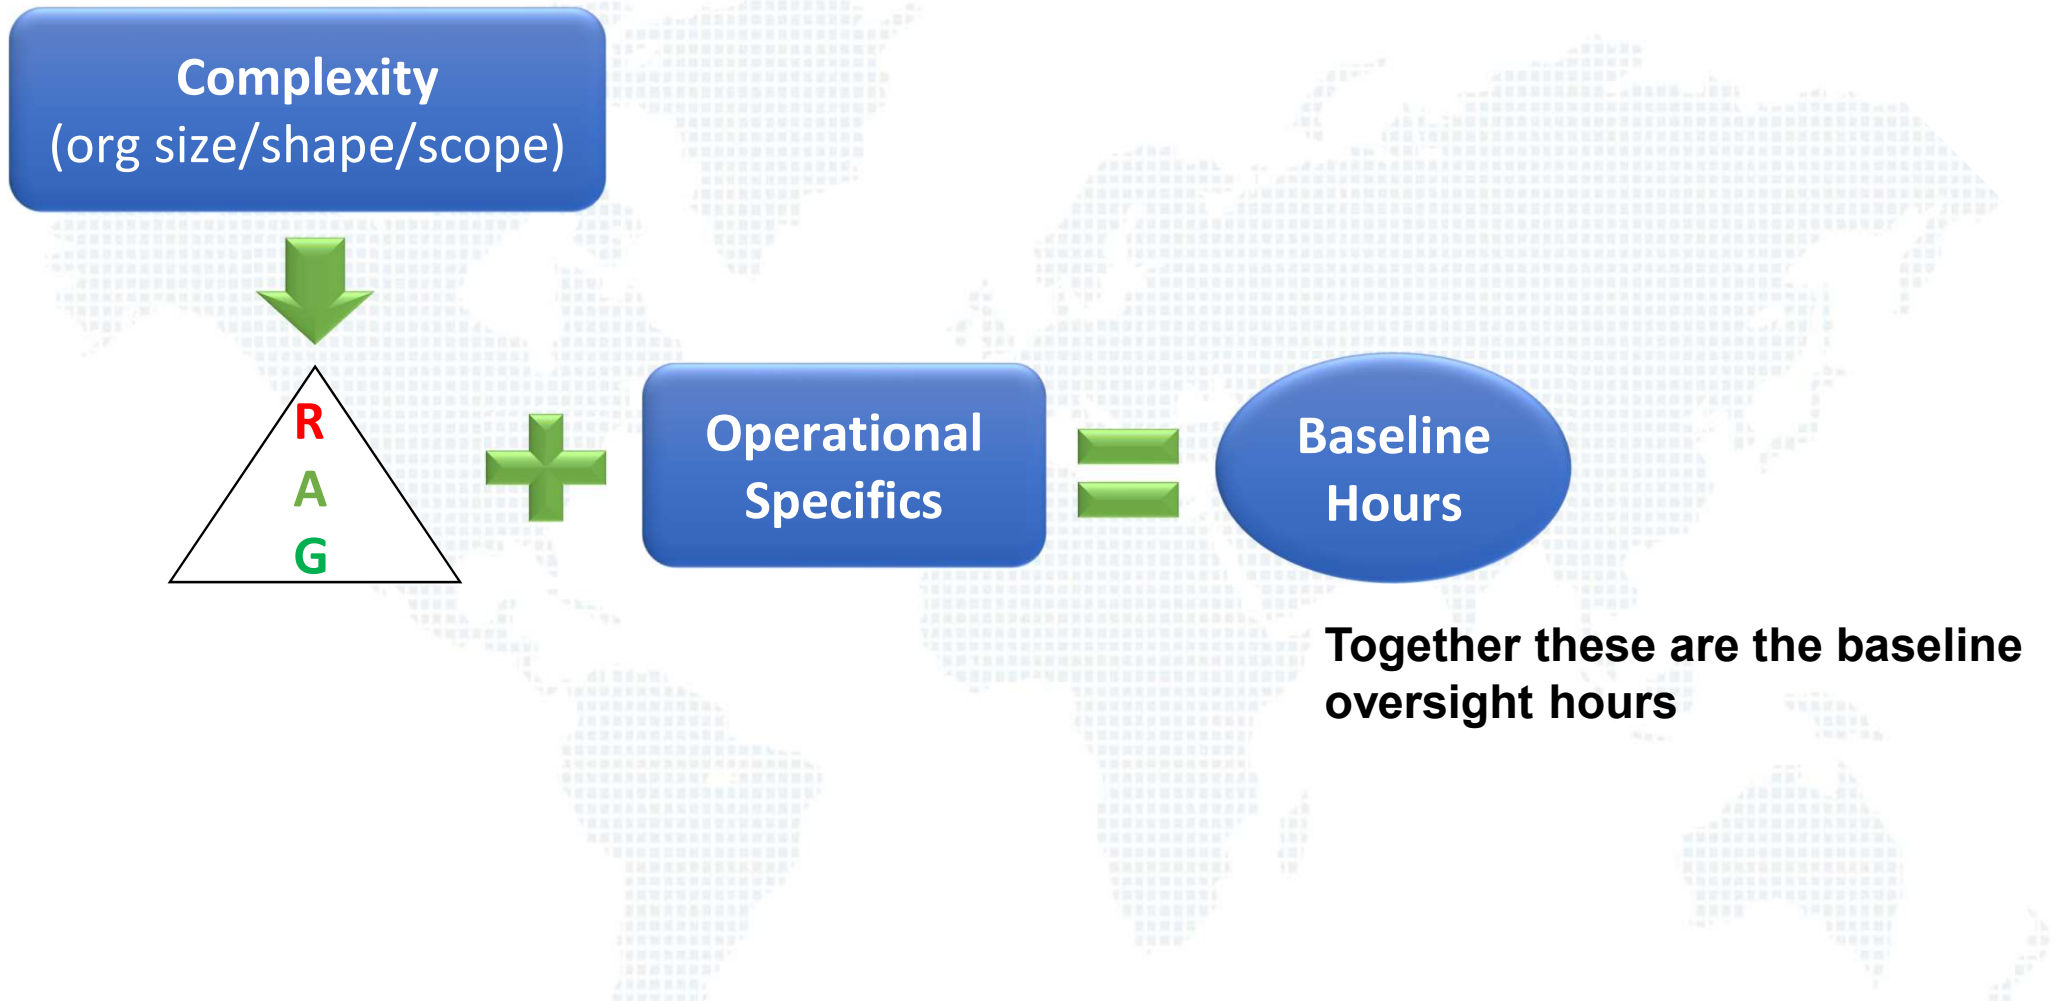 Complexity
(org size/shape/scope)
R
A
G
Operational
Specifics
Baseline
Hours
Together these are the baseline
oversight hours